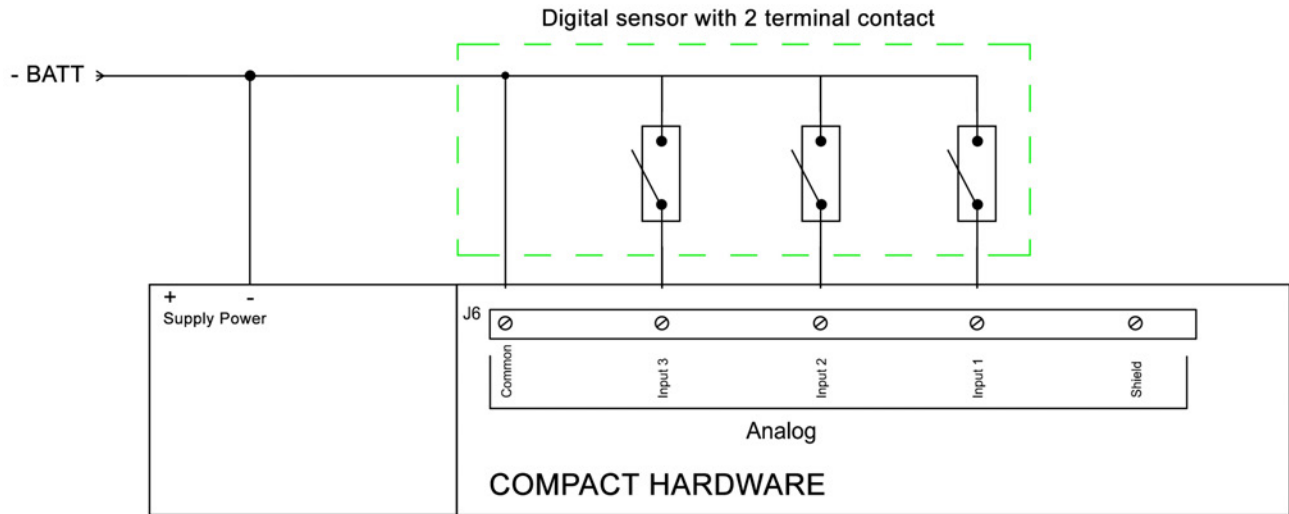 Digital sensor with 2 terminal contact
- BATT
+ -
Supply Power
J6
Common
Input 3
Input 2
Input 1
Shield
Analog
COMPACT HARDWARE